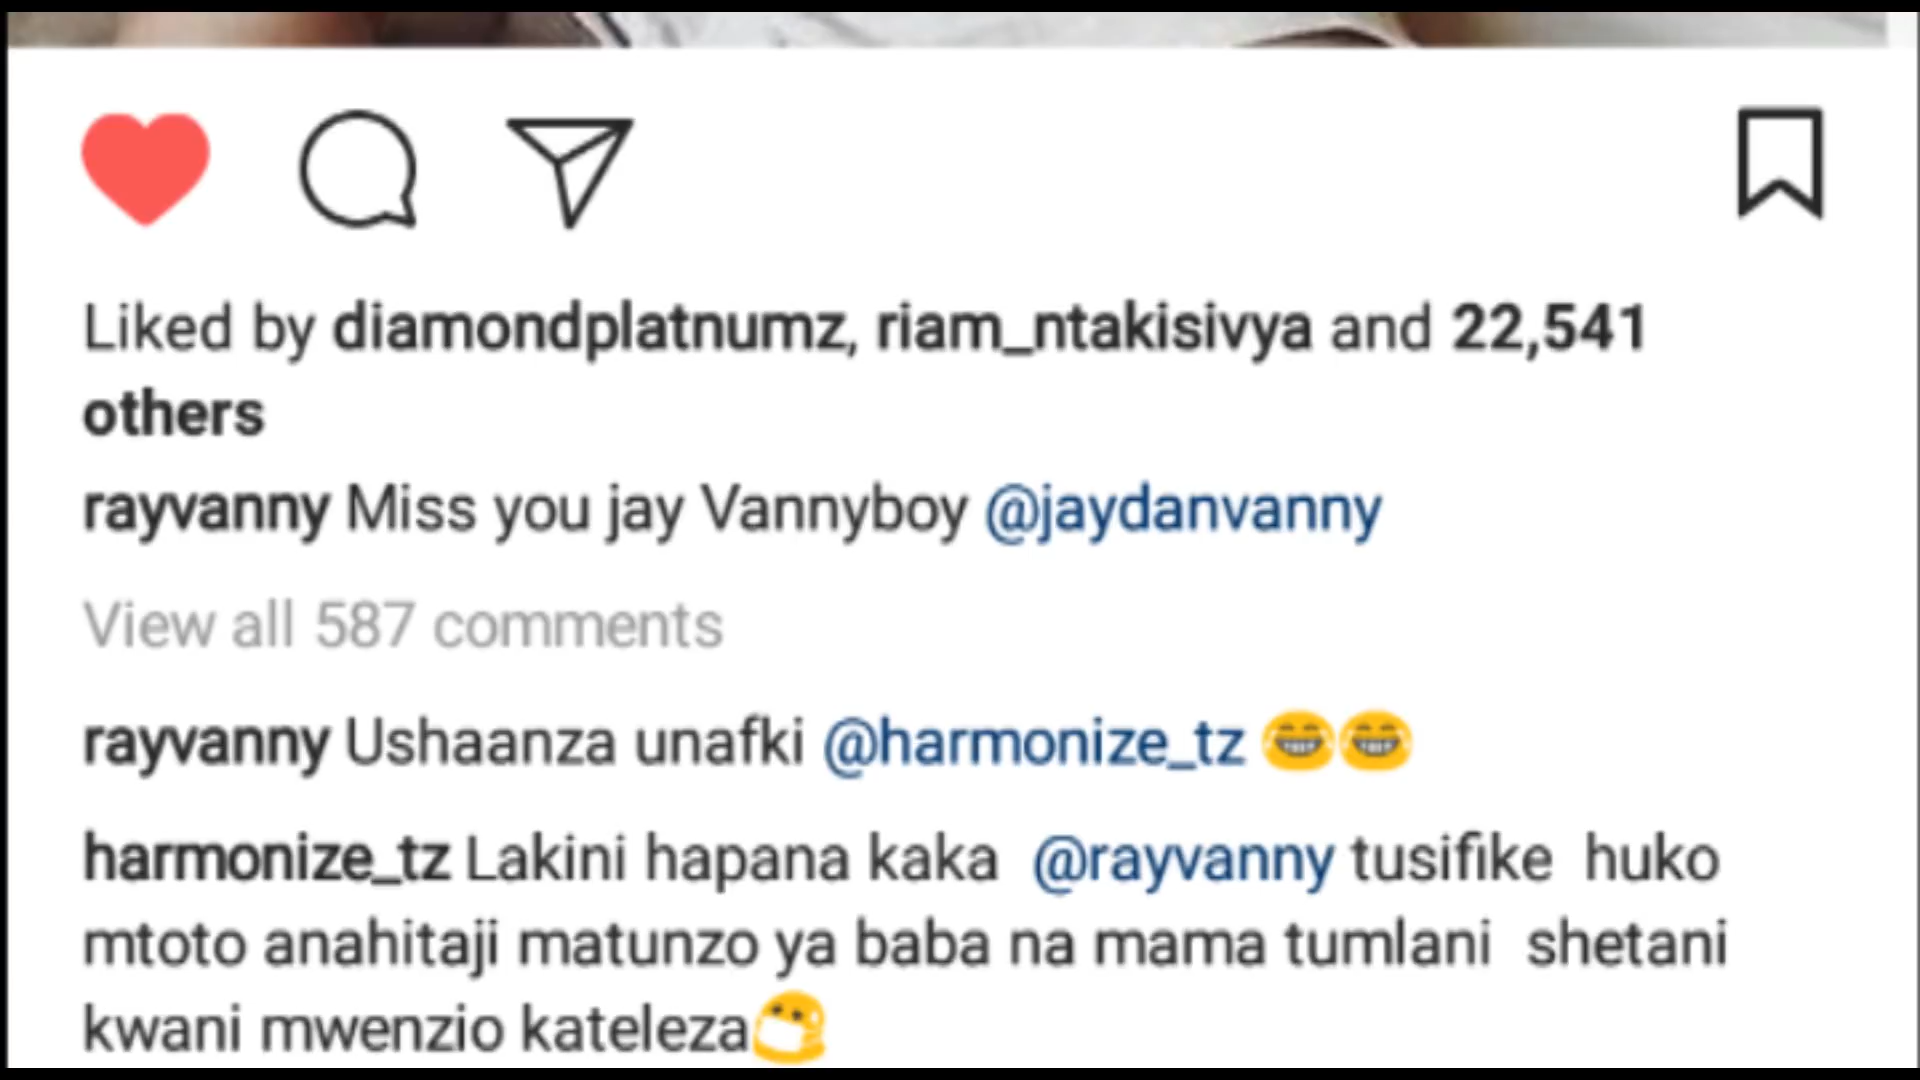 Liked by diamondplatnumz, riam_ntakisivya and 22,541
others
rayvanny Miss you jay Vannyboy @jaydanvanny
View all 587 comments
rayvanny Ushaanza unafki @harmonize_tz 😂😂
harmonize_tz Lakini hapana kaka @rayvanny tusifike huko
mtoto anahitaji matunzo ya baba na mama tumlani shetani
kwani mwenzio kateleza😷